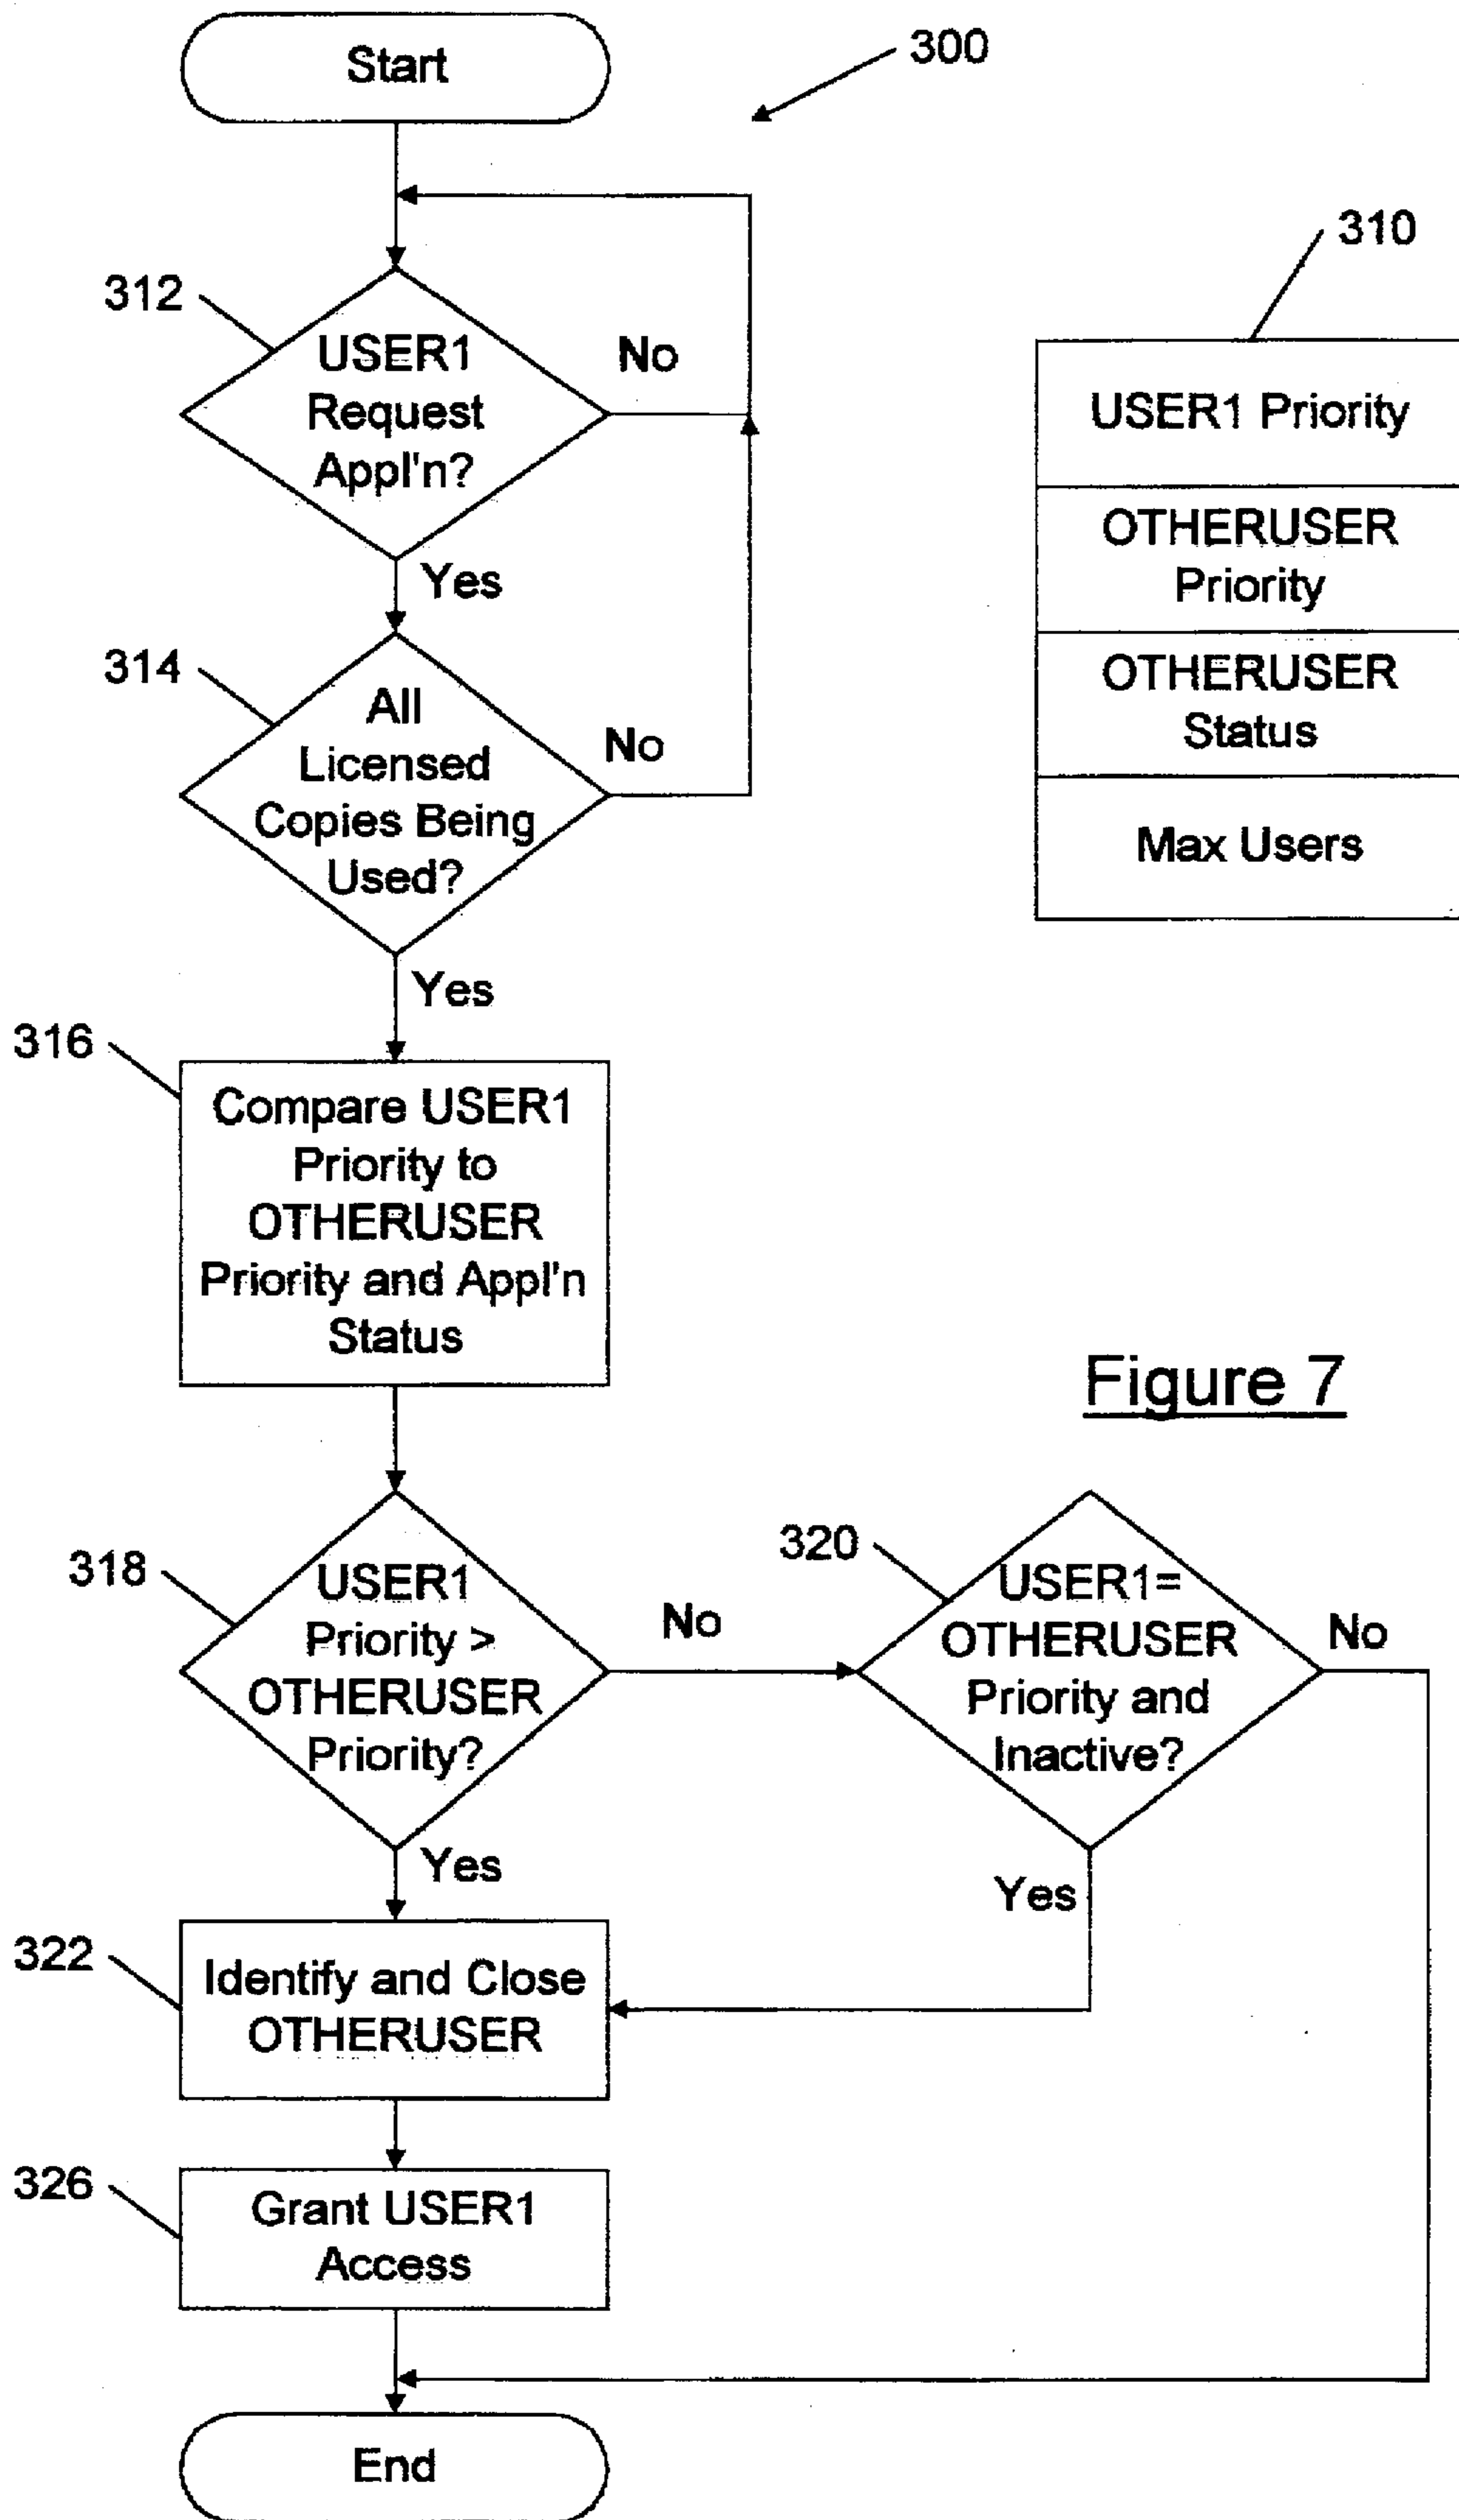 Start
300
312
USER1
Request
Appl'n?
No
Yes
310
USER1 Priority
OTHERUSER
Priority
OTHERUSER
Status
Max Users
314
All
Licensed
Copies Being
Used?
No
Yes
316
Compare USER1
Priority to
OTHERUSER
Priority and Appl'n
Status
Figure 7
318
USER1
Priority >
OTHERUSER
Priority?
No
Yes
320
USER1=
OTHERUSER
Priority and
Inactive?
No
Yes
322
Identify and Close
OTHERUSER
326
Grant USER1
Access
End